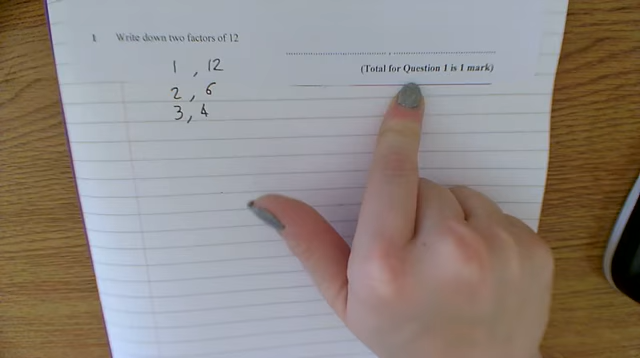 1 Write down two factors of 12
.............................. , ..............................
(Total for Question 1 is 1 mark)
1 , 12
2 , 6
3 , 4